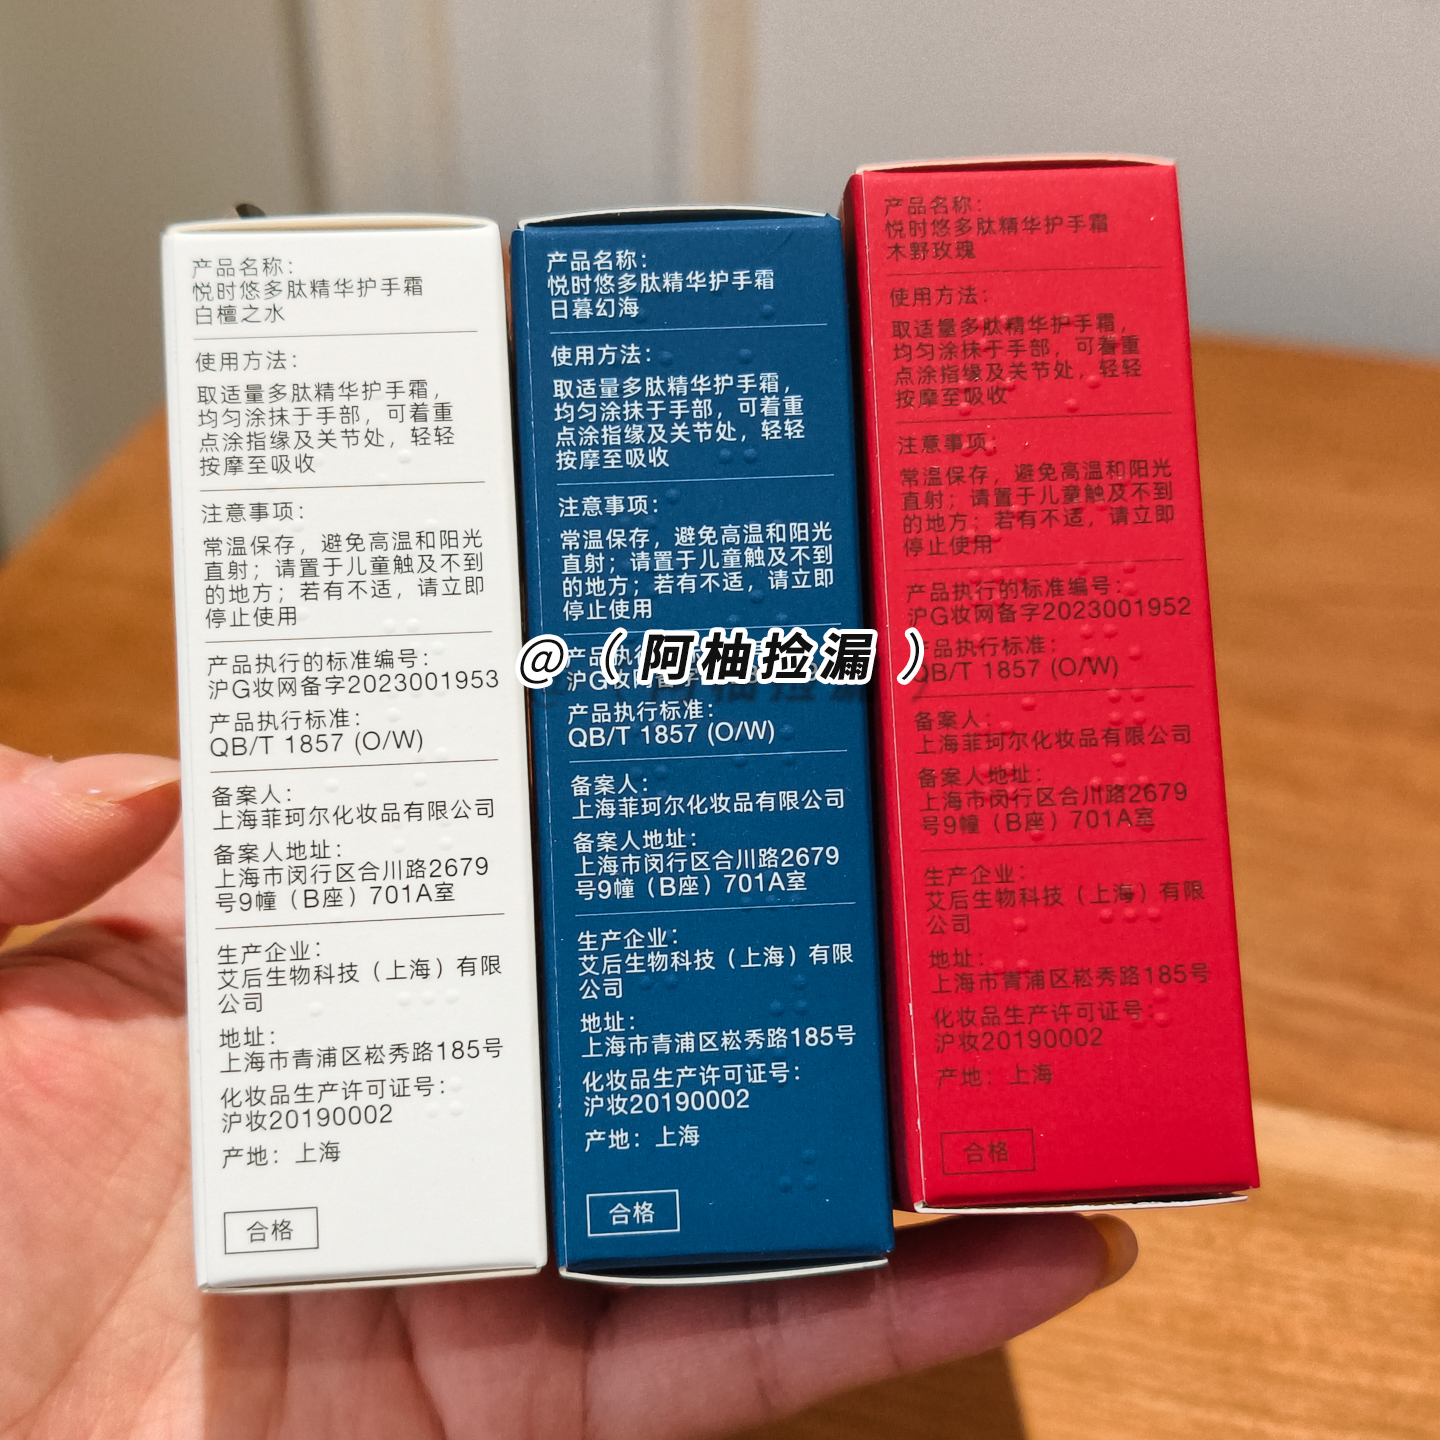 产品名称：
悦时悠多肽精华护手霜
白檀之水
使用方法：
取适量多肽精华护手霜，
均匀涂抹于手部，可着重
点涂指缘及关节处，轻轻
按摩至吸收
注意事项：
常温保存，避免高温和阳光
直射；请置于儿童触及不到
的地方；若有不适，请立即
停止使用
产品执行的标准编号：
沪G妆网备字2023001953
产品执行标准：
QB/T 1857 (O/W)
备案人：
上海菲珂尔化妆品有限公司
备案人地址：
上海市闵行区合川路2679
号9幢（B座）701A室
生产企业：
艾后生物科技（上海）有限
公司
地址：
上海市青浦区崧秀路185号
化妆品生产许可证号：
沪妆20190002
产地：上海
合格
产品名称：
悦时悠多肽精华护手霜
日暮幻海
使用方法：
取适量多肽精华护手霜，
均匀涂抹于手部，可着重
点涂指缘及关节处，轻轻
按摩至吸收
注意事项：
常温保存，避免高温和阳光
直射；请置于儿童触及不到
的地方；若有不适，请立即
停止使用
产品执行
沪G妆网备字
产品执行标准：
QB/T 1857 (O/W)
备案人：
上海菲珂尔化妆品有限公司
备案人地址：
上海市闵行区合川路2679
号9幢（B座）701A室
生产企业：
艾后生物科技（上海）有限
公司
地址：
上海市青浦区崧秀路185号
化妆品生产许可证号：
沪妆20190002
产地：上海
合格
@（阿柚捡漏）
产品名称：
悦时悠多肽精华护手霜
木野玫瑰
使用方法：
取适量多肽精华护手霜，
均匀涂抹于手部，可着重
点涂指缘及关节处，轻轻
按摩至吸收
注意事项：
常温保存，避免高温和阳光
直射；请置于儿童触及不到
的地方；若有不适，请立即
停止使用
产品执行的标准编号：
沪G妆网备字2023001952
产品执行标准：
QB/T 1857 (O/W)
备案人：
上海菲珂尔化妆品有限公司
备案人地址：
上海市闵行区合川路2679
号9幢（B座）701A室
生产企业：
艾后生物科技（上海）有限
公司
地址：
上海市青浦区崧秀路185号
化妆品生产许可证号：
沪妆20190002
产地：上海
合格